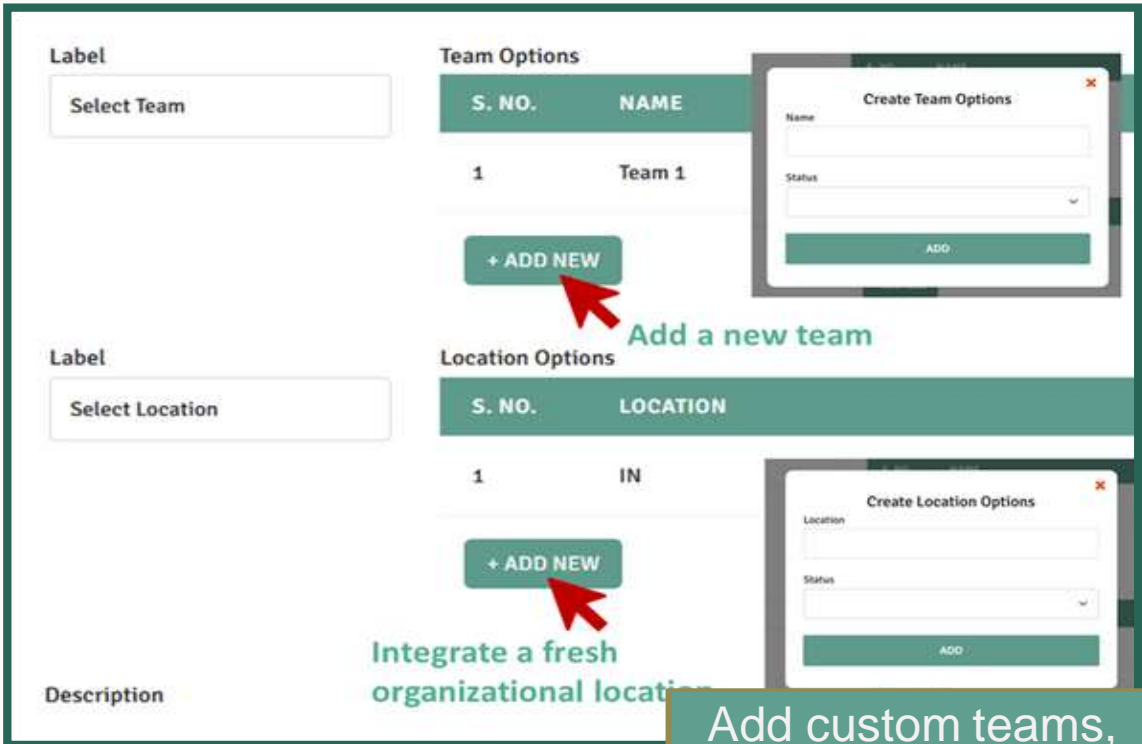 Label
Select Team
Team Options
S. NO. NAME
1 Team 1
+ ADD NEW
Add a new team
Create Team Options
Name
Status
ADD
Label
Select Location
Location Options
S. NO. LOCATION
1 IN
+ ADD NEW
Integrate a fresh
organizational location
Create Location Options
Location
Status
ADD
Description
Add custom teams,